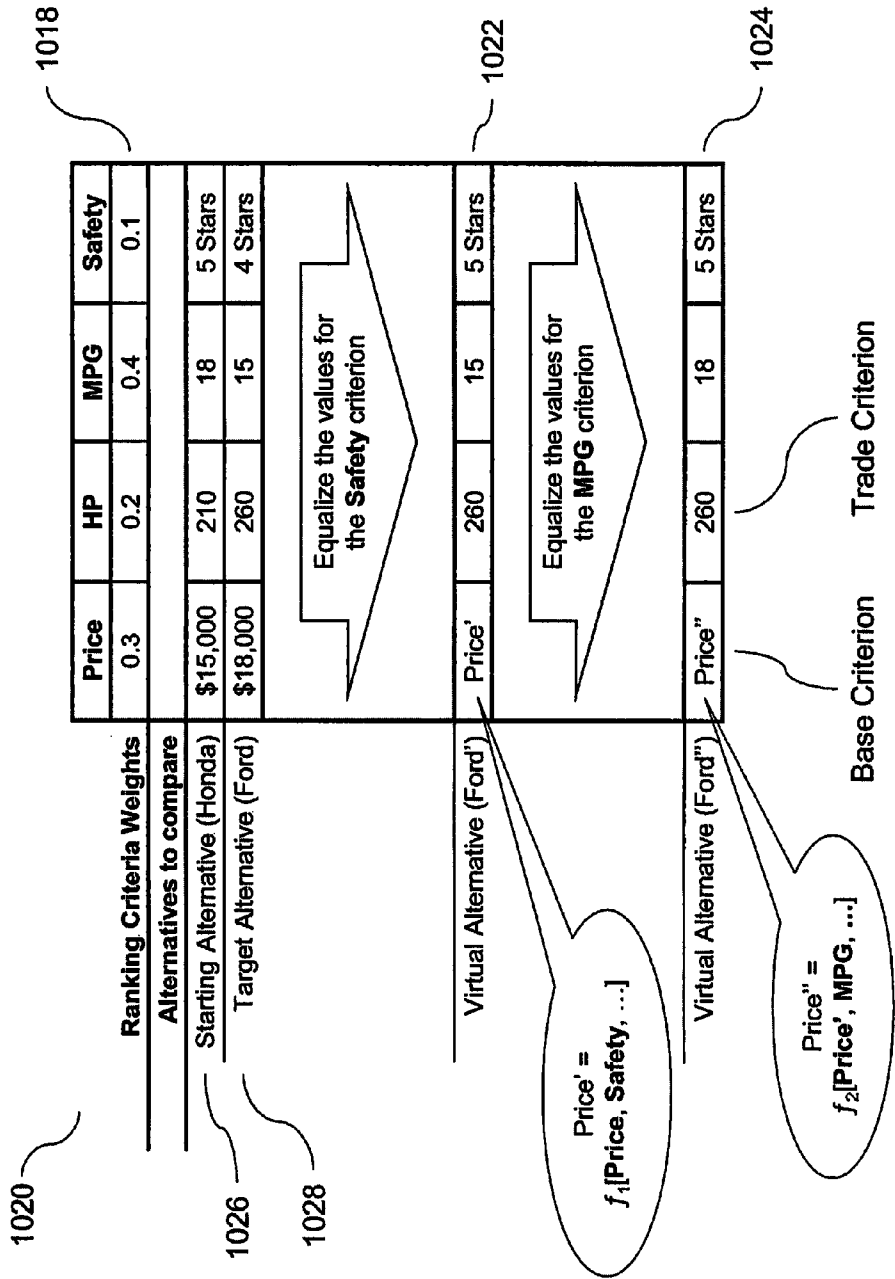 1020
1018
Price HP MPG Safety
Ranking Criteria Weights 0.3 0.2 0.4 0.1
Alternatives to compare
Starting Alternative (Honda) $15,000 210 18 5 Stars
Target Alternative (Ford) $18,000 260 15 4 Stars
1026
1028
Equalize the values for
the Safety criterion
Virtual Alternative (Ford') Price' 260 15 5 Stars
1022
Price' =
f1[Price, Safety, ...]
Equalize the values for
the MPG criterion
Virtual Alternative (Ford'') Price'' 260 18 5 Stars
1024
Price'' =
f2[Price', MPG, ...]
Base Criterion
Trade Criterion